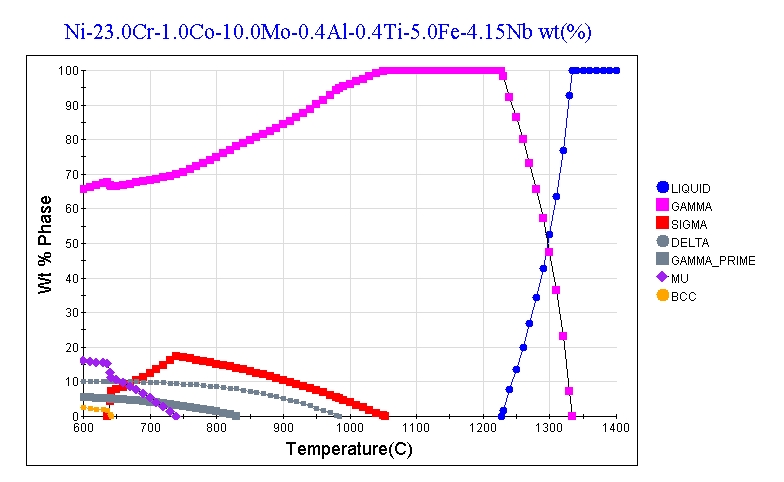 Ni-23.0Cr-1.0Co-10.0Mo-0.4Al-0.4Ti-5.0Fe-4.15Nb wt(%)
100
90
80
70
60
50
40
30
20
10
0
Wt % Phase
600 700 800 900 1000 1100 1200 1300 1400
Temperature(C)
LIQUID
GAMMA
SIGMA
DELTA
GAMMA_PRIME
MU
BCC